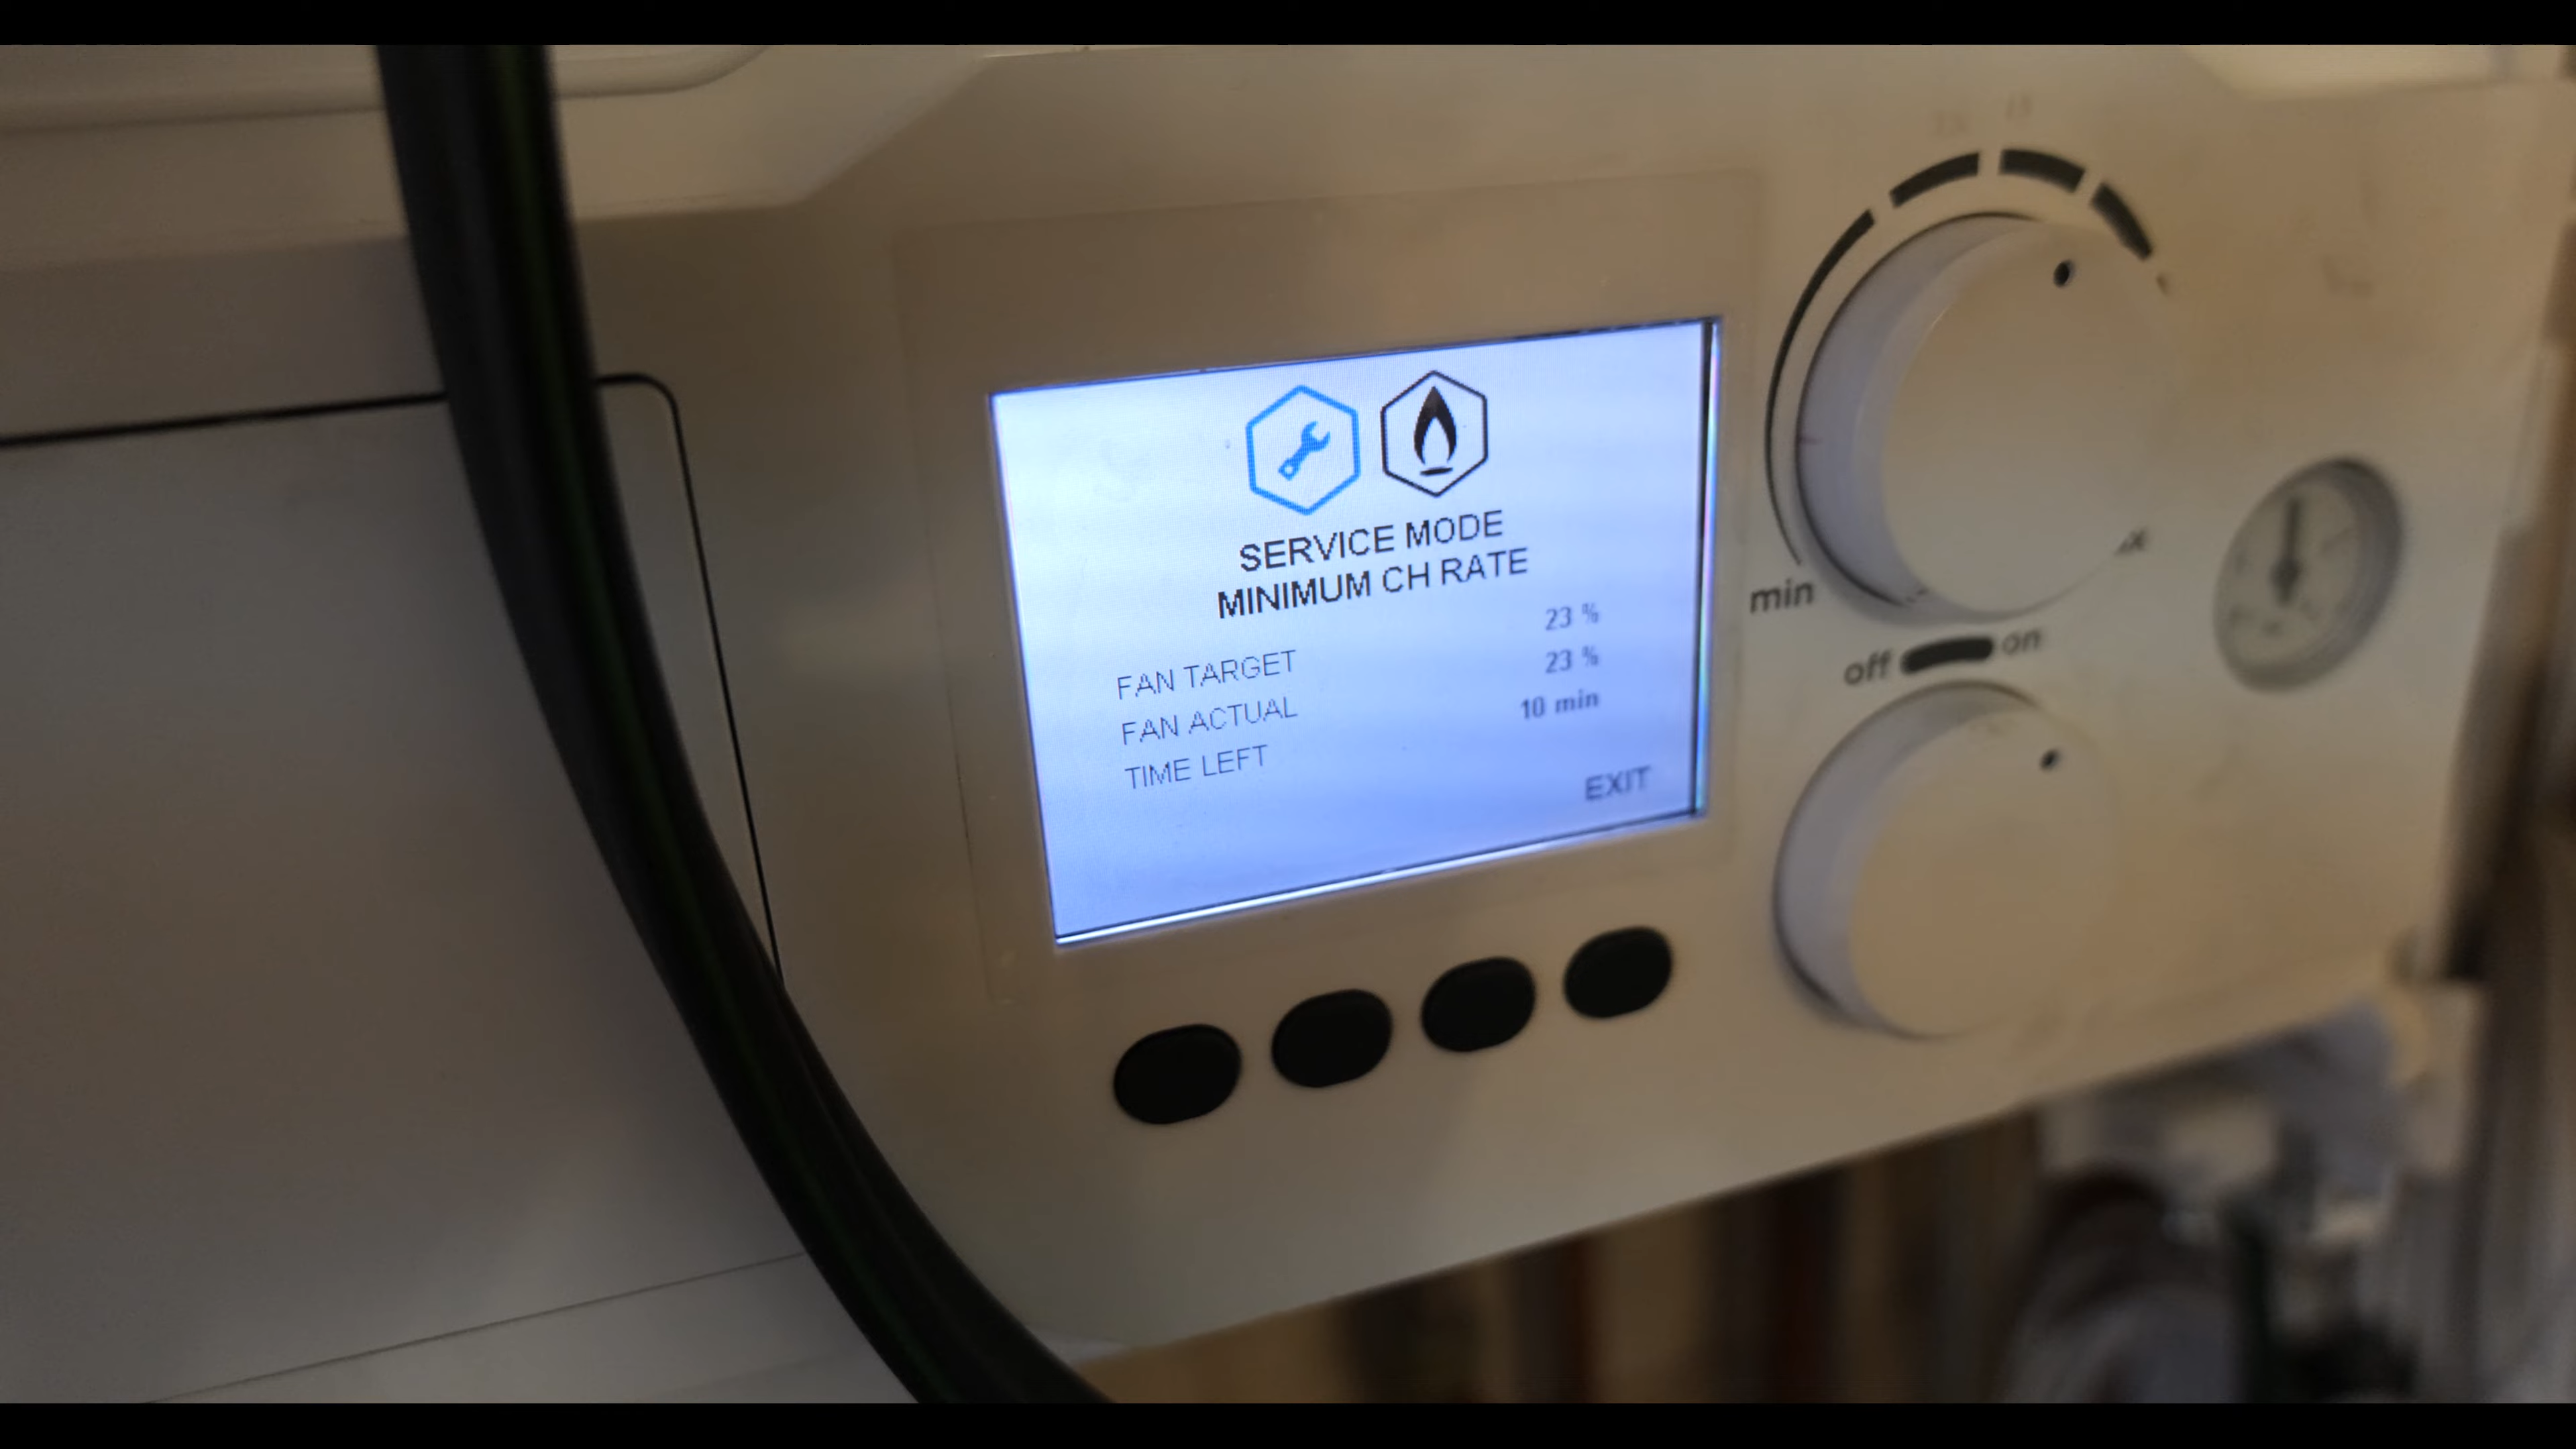 SERVICE MODE
MINIMUM CH RATE
FAN TARGET 23 %
FAN ACTUAL 23 %
TIME LEFT 10 min
EXIT
min
off on